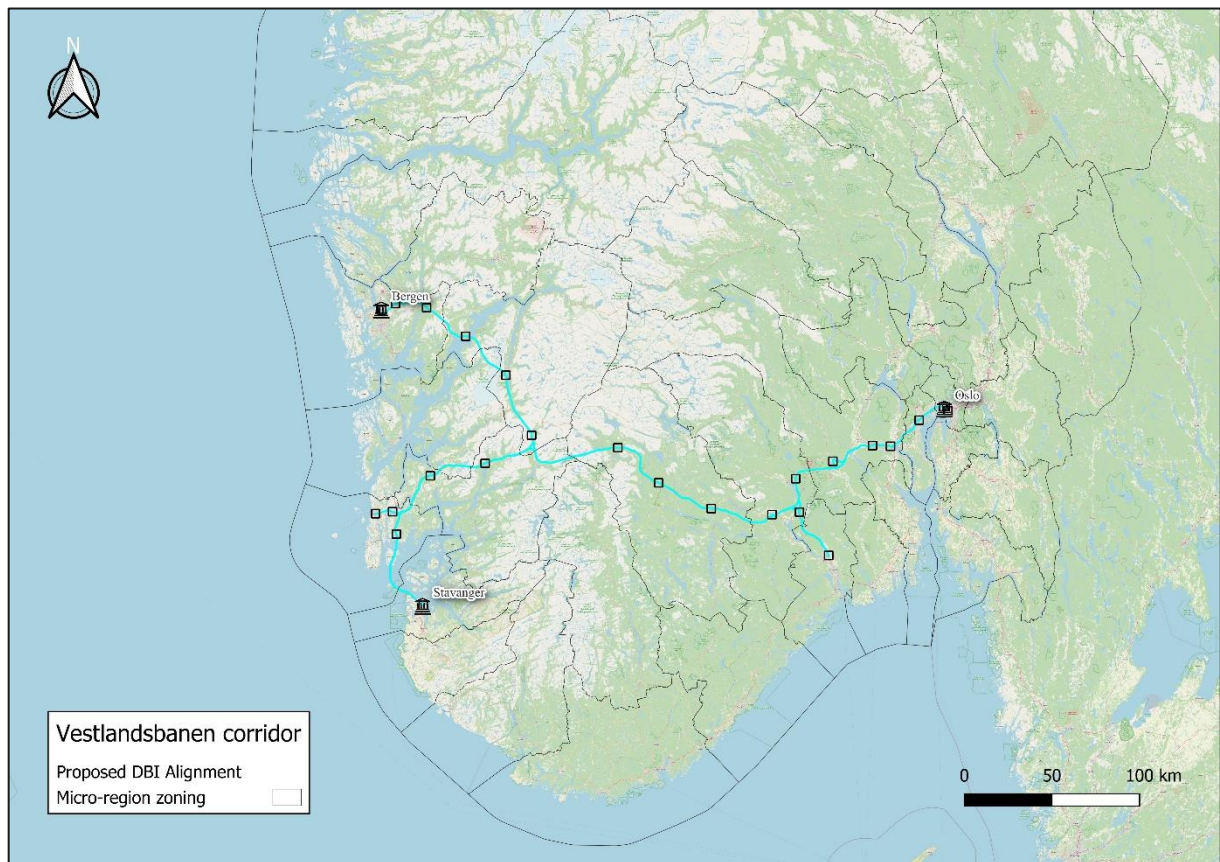 N
Bergen
Oslo
Stavanger
Vestlandsbanen corridor
Proposed DBI Alignment
Micro-region zoning
0 50 100 km